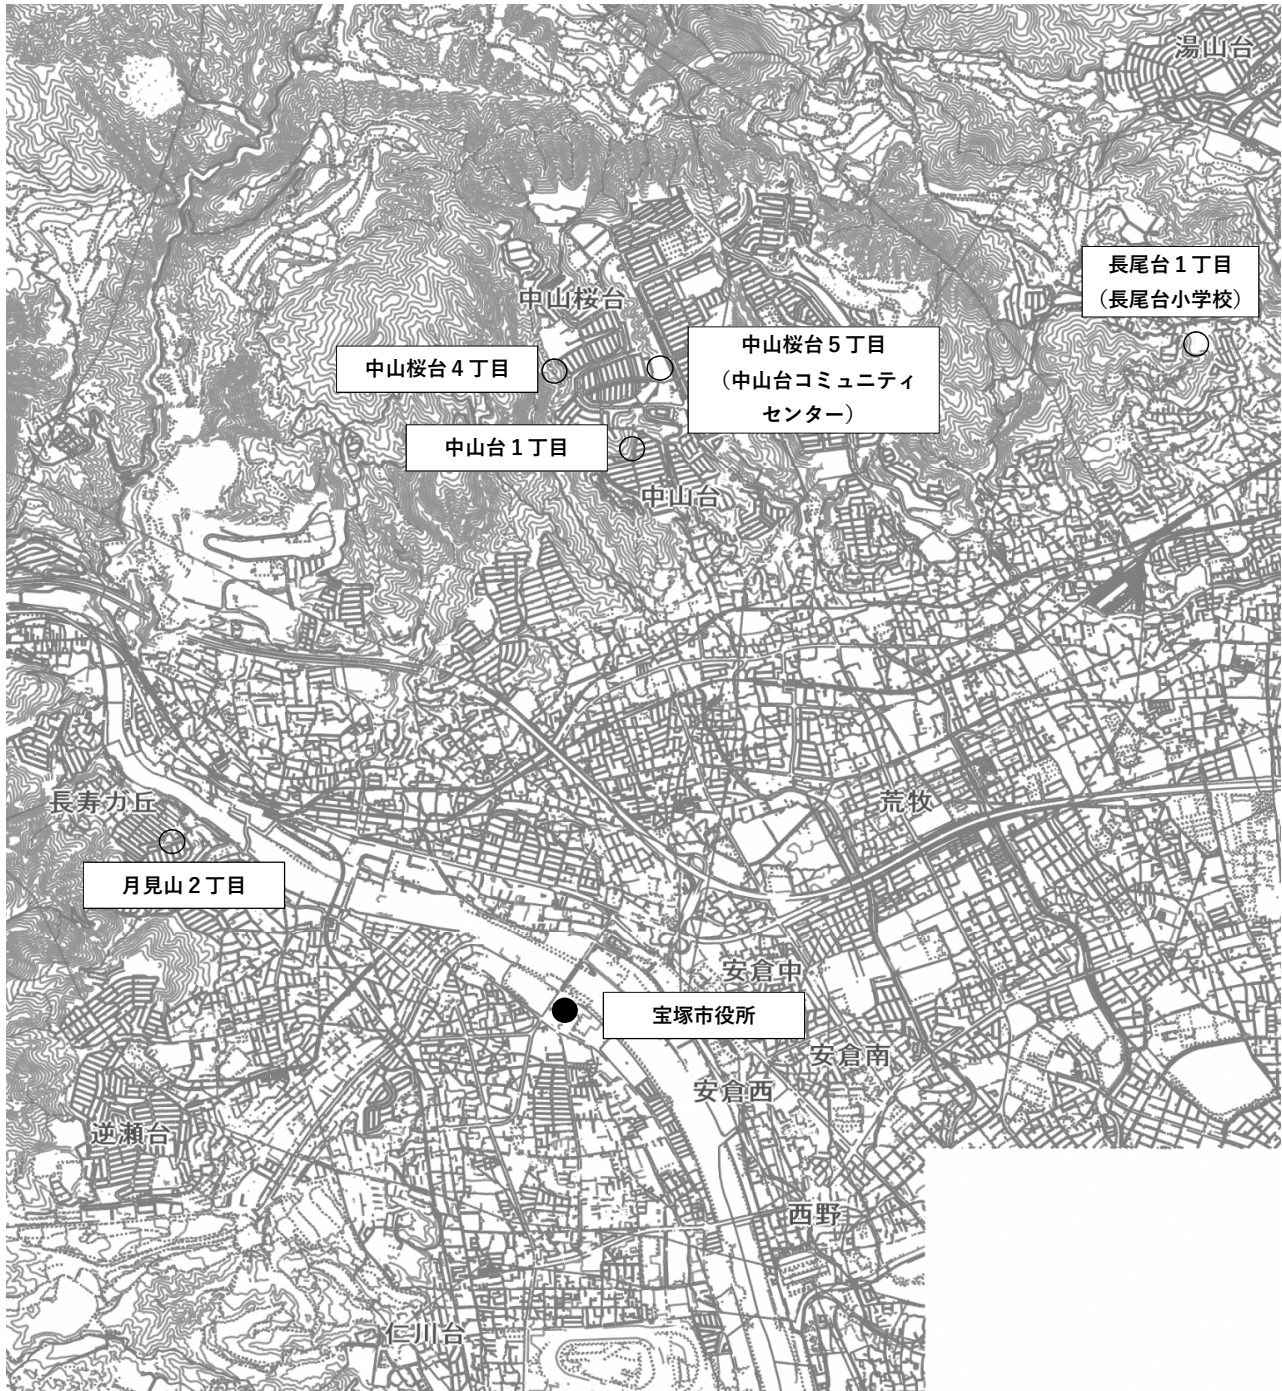 湯山台
長尾台１丁目
（長尾台小学校）
中山桜台
中山桜台５丁目
（中山台コミュニティ
センター）
中山桜台４丁目
中山台１丁目
中山台
長寿ガ丘
荒牧
月見山２丁目
安倉中
宝塚市役所
安倉南
安倉西
逆瀬台
西野
仁川台